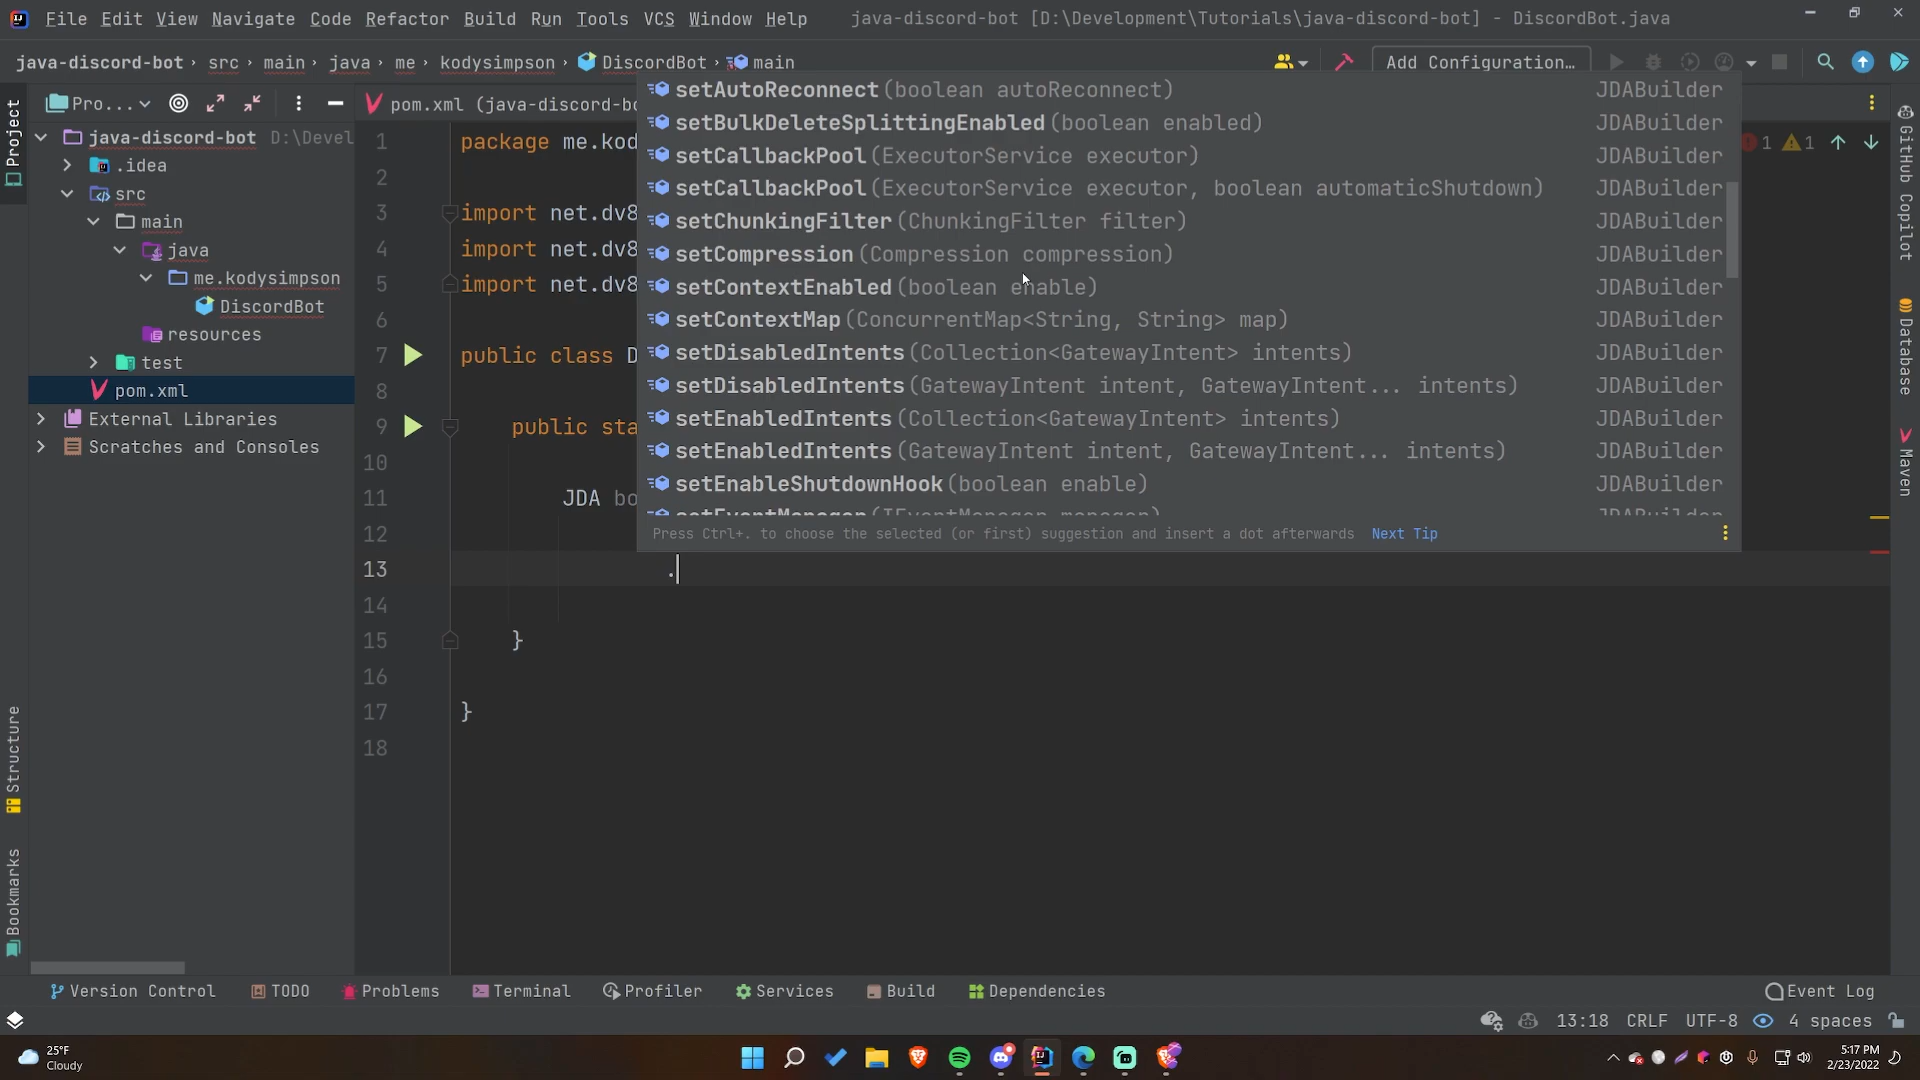 File Edit View Navigate Code Refactor Build Run Tools VCS Window Help java-discord-bot [D:\Development\Tutorials\java-discord-bot] - DiscordBot.java
java-discord-bot src main java me kodysimpson DiscordBot main Add Configuration...
Project
Pro...
pom.xml (java-discord-bo
java-discord-bot D:\Devel
.idea
src
main
java
me.kodysimpson
DiscordBot
resources
test
pom.xml
External Libraries
Scratches and Consoles
Structure
Bookmarks
1 package me.kod
2
3 import net.dv8
4 import net.dv8
5 import net.dv8
6
7 public class D
8
9 public sta
10
11 JDA bo
12
13 .
14
15 }
16
17 }
18
setAutoReconnect(boolean autoReconnect) JDABuilder
setBulkDeleteSplittingEnabled(boolean enabled) JDABuilder
setCallbackPool(ExecutorService executor) JDABuilder
setCallbackPool(ExecutorService executor, boolean automaticShutdown) JDABuilder
setChunkingFilter(ChunkingFilter filter) JDABuilder
setCompression(Compression compression) JDABuilder
setContextEnabled(boolean enable) JDABuilder
setContextMap(ConcurrentMap<String, String> map) JDABuilder
setDisabledIntents(Collection<GatewayIntent> intents) JDABuilder
setDisabledIntents(GatewayIntent intent, GatewayIntent... intents) JDABuilder
setEnabledIntents(Collection<GatewayIntent> intents) JDABuilder
setEnabledIntents(GatewayIntent intent, GatewayIntent... intents) JDABuilder
setEnableShutdownHook(boolean enable) JDABuilder
setEventManager(IEventManager manager) JDABuilder
Press Ctrl+. to choose the selected (or first) suggestion and insert a dot afterwards Next Tip
1 1
GitHub Copilot
Database
Maven
Version Control TODO Problems Terminal Profiler Services Build Dependencies Event Log
13:18 CRLF UTF-8 4 spaces
25°F
Cloudy
5:17 PM
2/23/2022